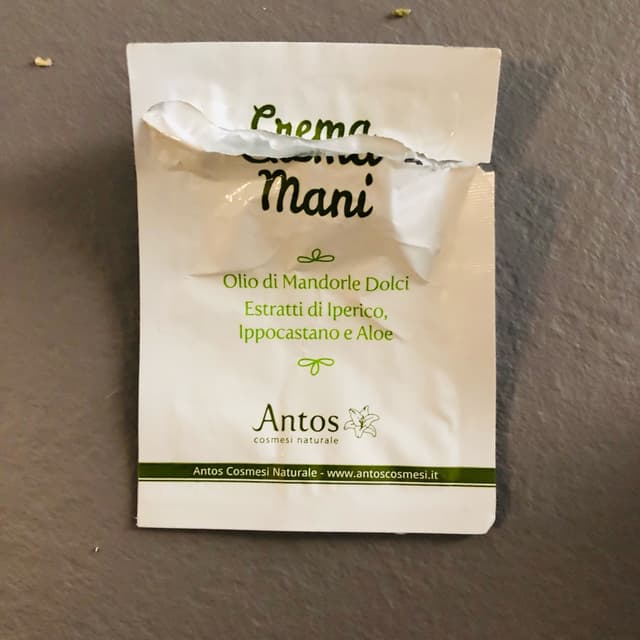 Crema
Mani
Olio di Mandorle Dolci
Estratti di Iperico,
Ippocastano e Aloe
Antos
cosmesi naturale
Antos Cosmesi Naturale - www.antoscosmesi.it